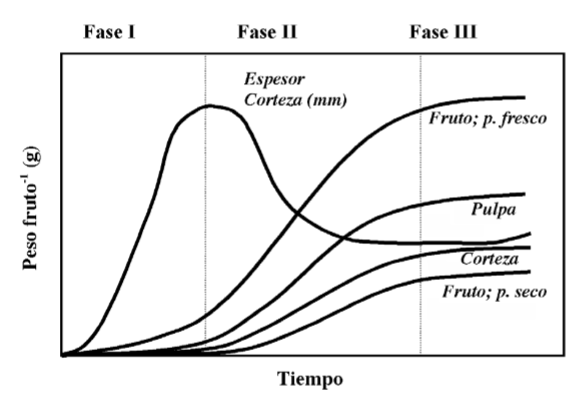 Fase I Fase II Fase III
Espesor
Corteza (mm)
Fruto; p. fresco
Pulpa
Corteza
Fruto; p. seco
Peso fruto⁻¹ (g)
Tiempo